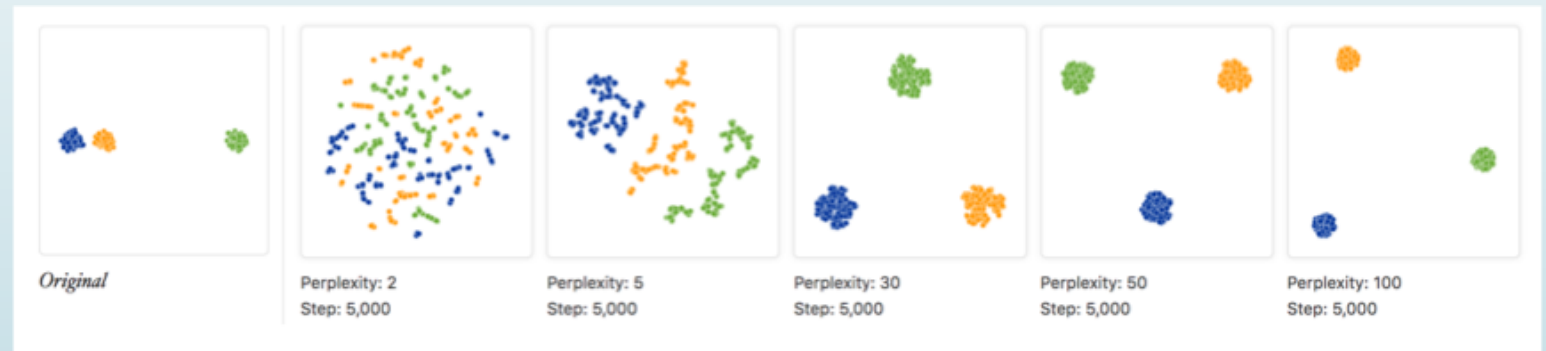 Original
Perplexity: 2
Step: 5,000
Perplexity: 5
Step: 5,000
Perplexity: 30
Step: 5,000
Perplexity: 50
Step: 5,000
Perplexity: 100
Step: 5,000